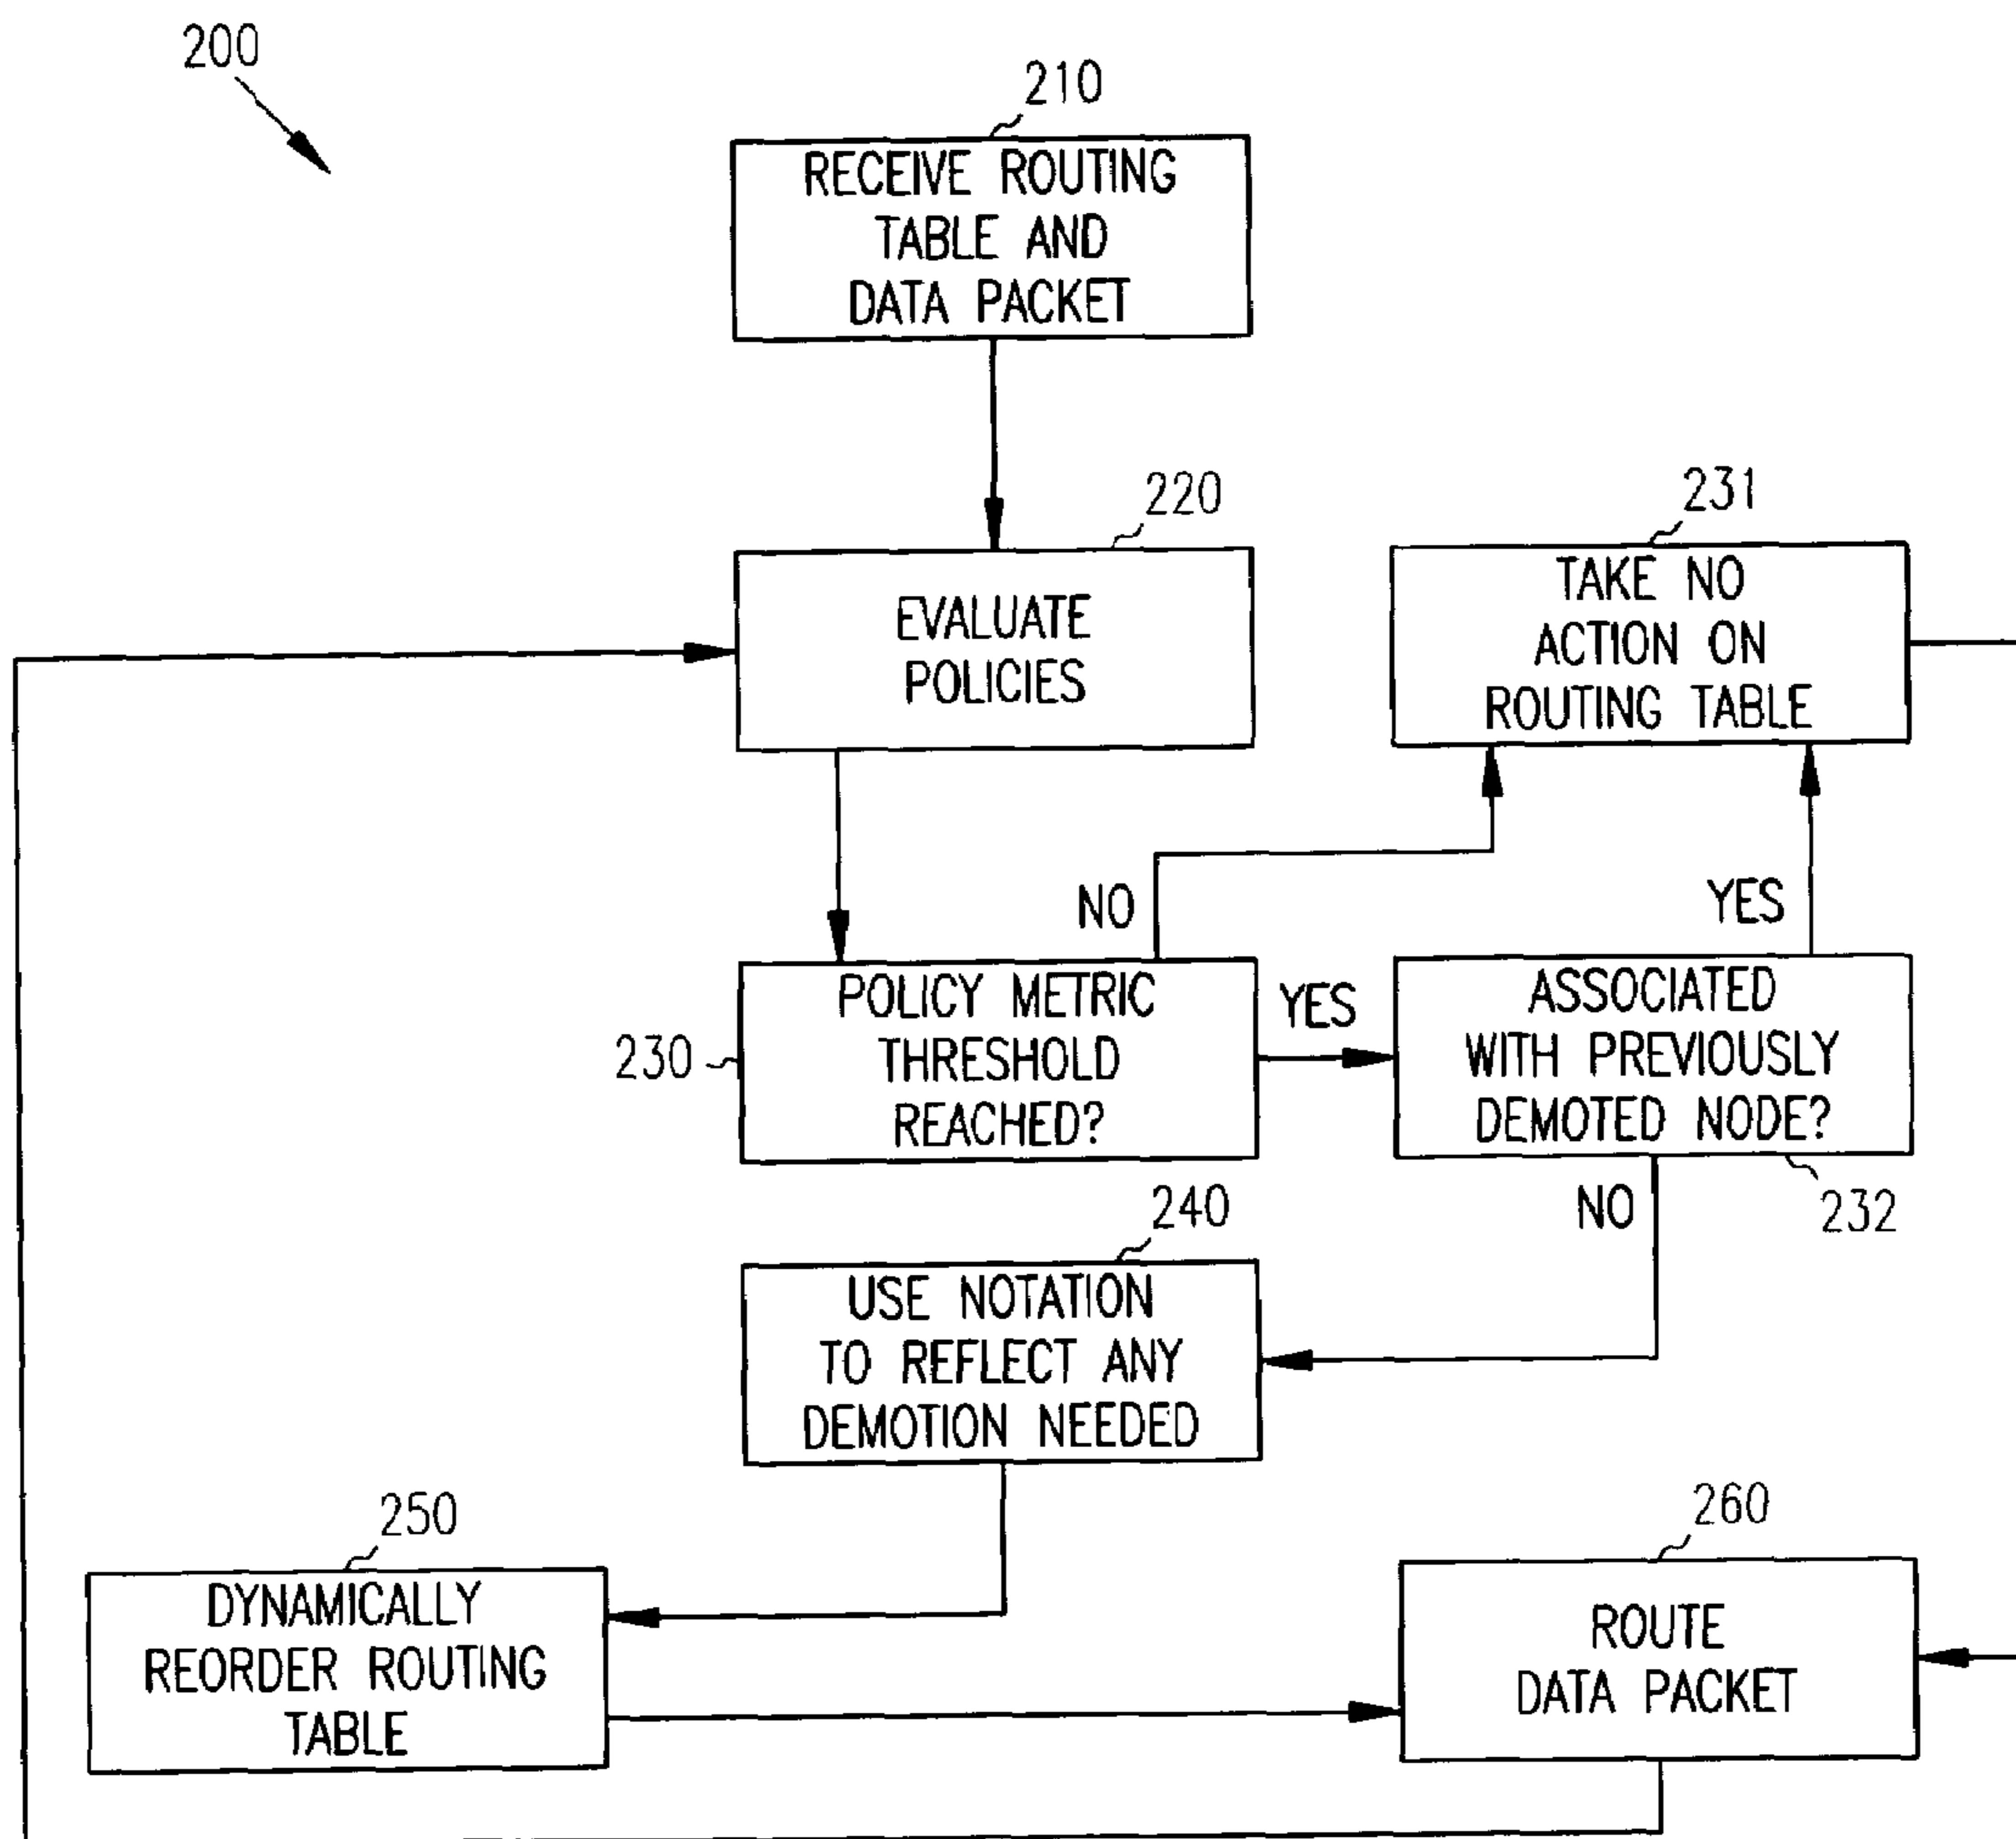 200
210
RECEIVE ROUTING
TABLE AND
DATA PACKET
220
EVALUATE
POLICIES
231
TAKE NO
ACTION ON
ROUTING TABLE
NO
YES
230
POLICY METRIC
THRESHOLD
REACHED?
YES
ASSOCIATED
WITH PREVIOUSLY
DEMOTED NODE?
232
NO
240
USE NOTATION
TO REFLECT ANY
DEMOTION NEEDED
250
DYNAMICALLY
REORDER ROUTING
TABLE
260
ROUTE
DATA PACKET